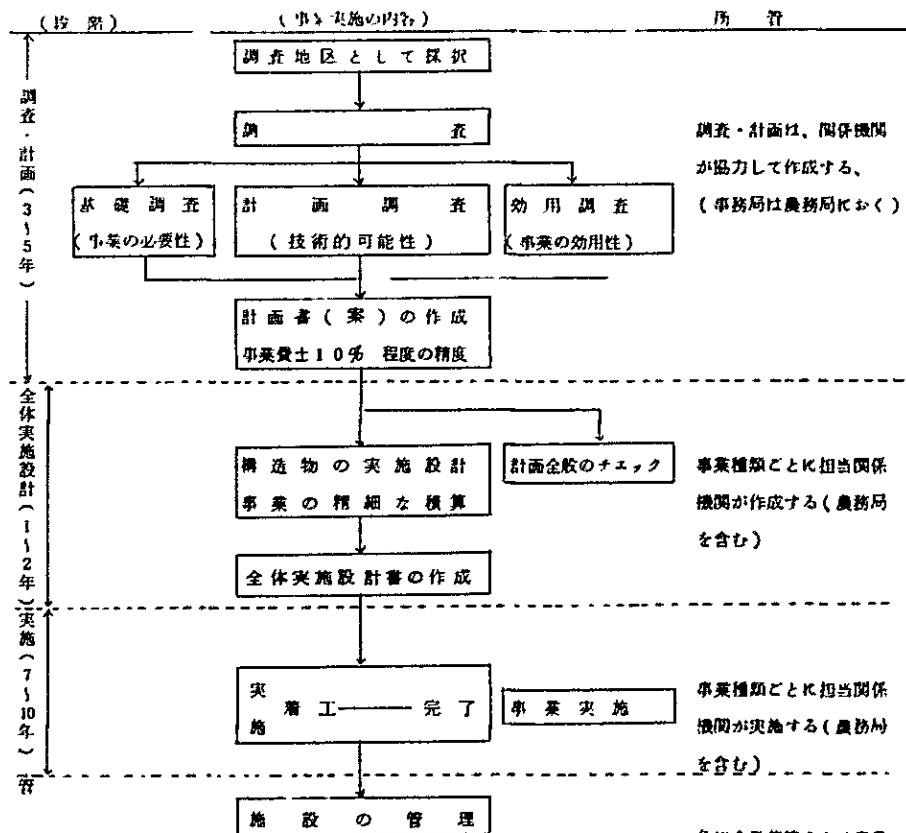 (段階)
(事業実施の内容)
所管
調査・計画(3~5年)
調査地区として採択
調査
調査・計画は、関係機関
が協力して作成する、
(事務局は農務局におく)
基礎調査
(事業の必要性)
計画調査
(技術的可能性)
効用調査
(事業の効用性)
計画書(案)の作成
事業費±10% 程度の精度
全体実施設計(1~2年)
構造物の実施設計
事業の精細な積算
計画全般のチェック
事業種類ごとに担当関係
機関が作成する(農務局
を含む)
全体実施設計書の作成
実施(7~10年)
実施
着工―完了
事業実施
事業種類ごとに担当関係
機関が実施する(農務局
を含む)
管
施設の管理